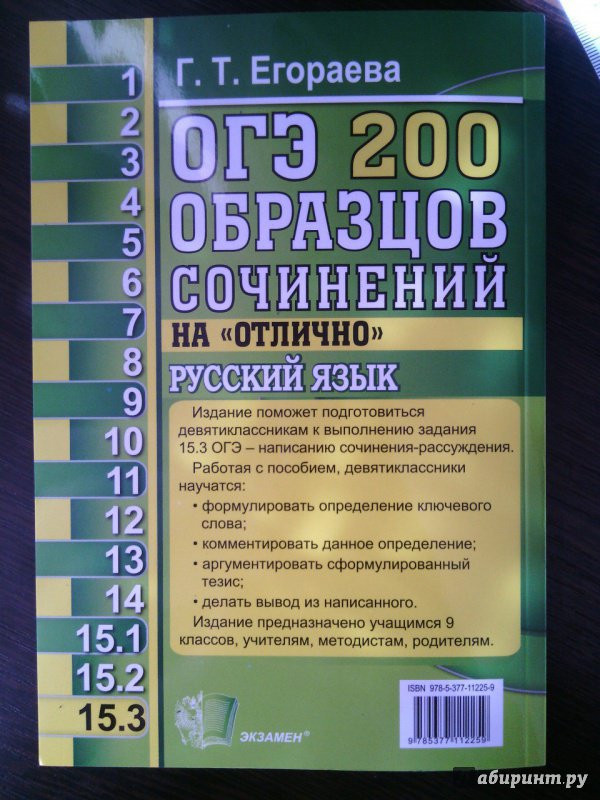 Г. Т. Егораева
ОГЭ 200
ОБРАЗЦОВ
СОЧИНЕНИЙ
НА «ОТЛИЧНО»
РУССКИЙ ЯЗЫК
1
2
3
4
5
6
7
8
9
10
11
12
13
14
15.1
15.2
15.3
Издание поможет подготовиться
девятиклассникам к выполнению задания
15.3 ОГЭ – написанию сочинения-рассуждения.
Работая с пособием, девятиклассники
научатся:
• формулировать определение ключевого
слова;
• комментировать данное определение;
• аргументировать сформулированный
тезис;
• делать вывод из написанного.
Издание предназначено учащимся 9
классов, учителям, методистам, родителям.
ЭКЗАМЕН®
ISBN 978-5-377-11225-9
9 785377 112259
абиринт.ру